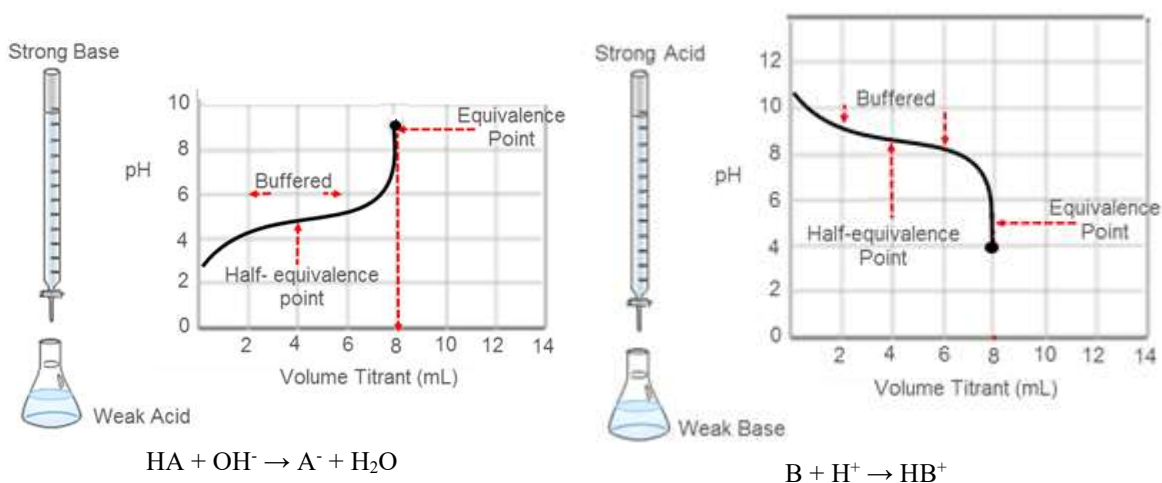 Strong Base
10
8
6
4
2
0
pH
Buffered
Equivalence
Point
Half- equivalence
point
2 4 6 8 10 12 14
Volume Titrant (mL)
Weak Acid
HA + OH⁻ → A⁻ + H₂O
Strong Acid
12
10
8
6
4
2
0
pH
Buffered
Half-equivalence
Point
Equivalence
Point
2 4 6 8 10 12 14
Volume Titrant (mL)
Weak Base
B + H⁺ → HB⁺